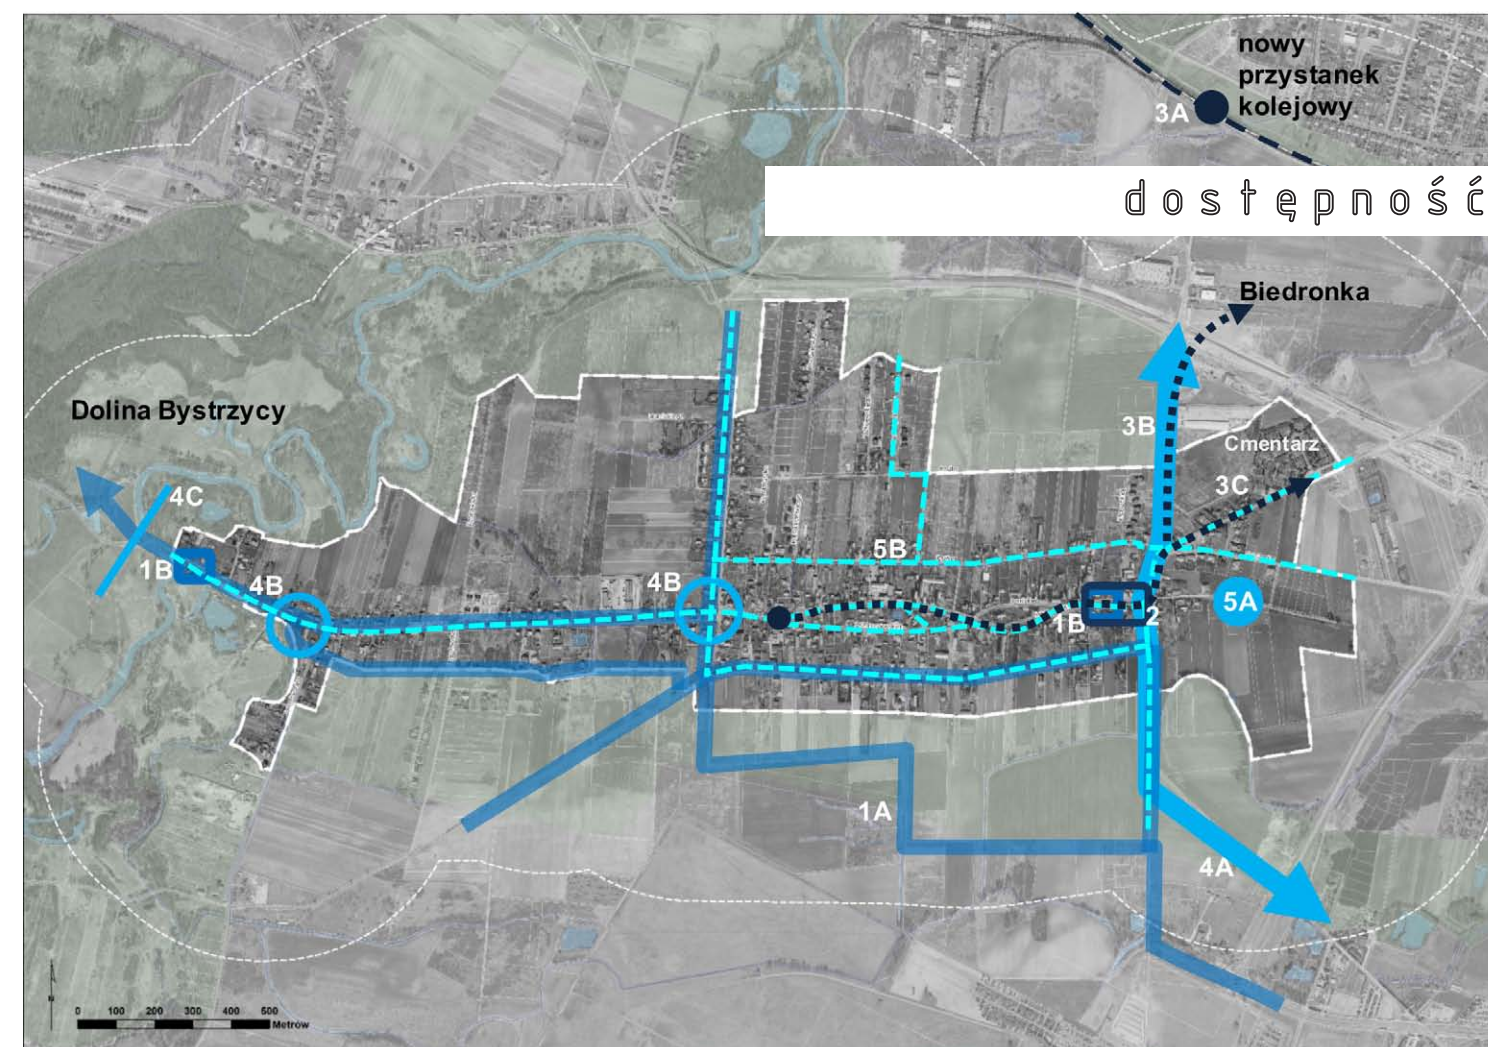 nowy
przystanek
kolejowy
3A
dostępność
Biedronka
Dolina Bystrzycy
3B
Cmentarz
3C
4C
5B
1B
4B
4B
1B
2
5A
1A
4A
N
0 100 200 300 400 500
Metrów